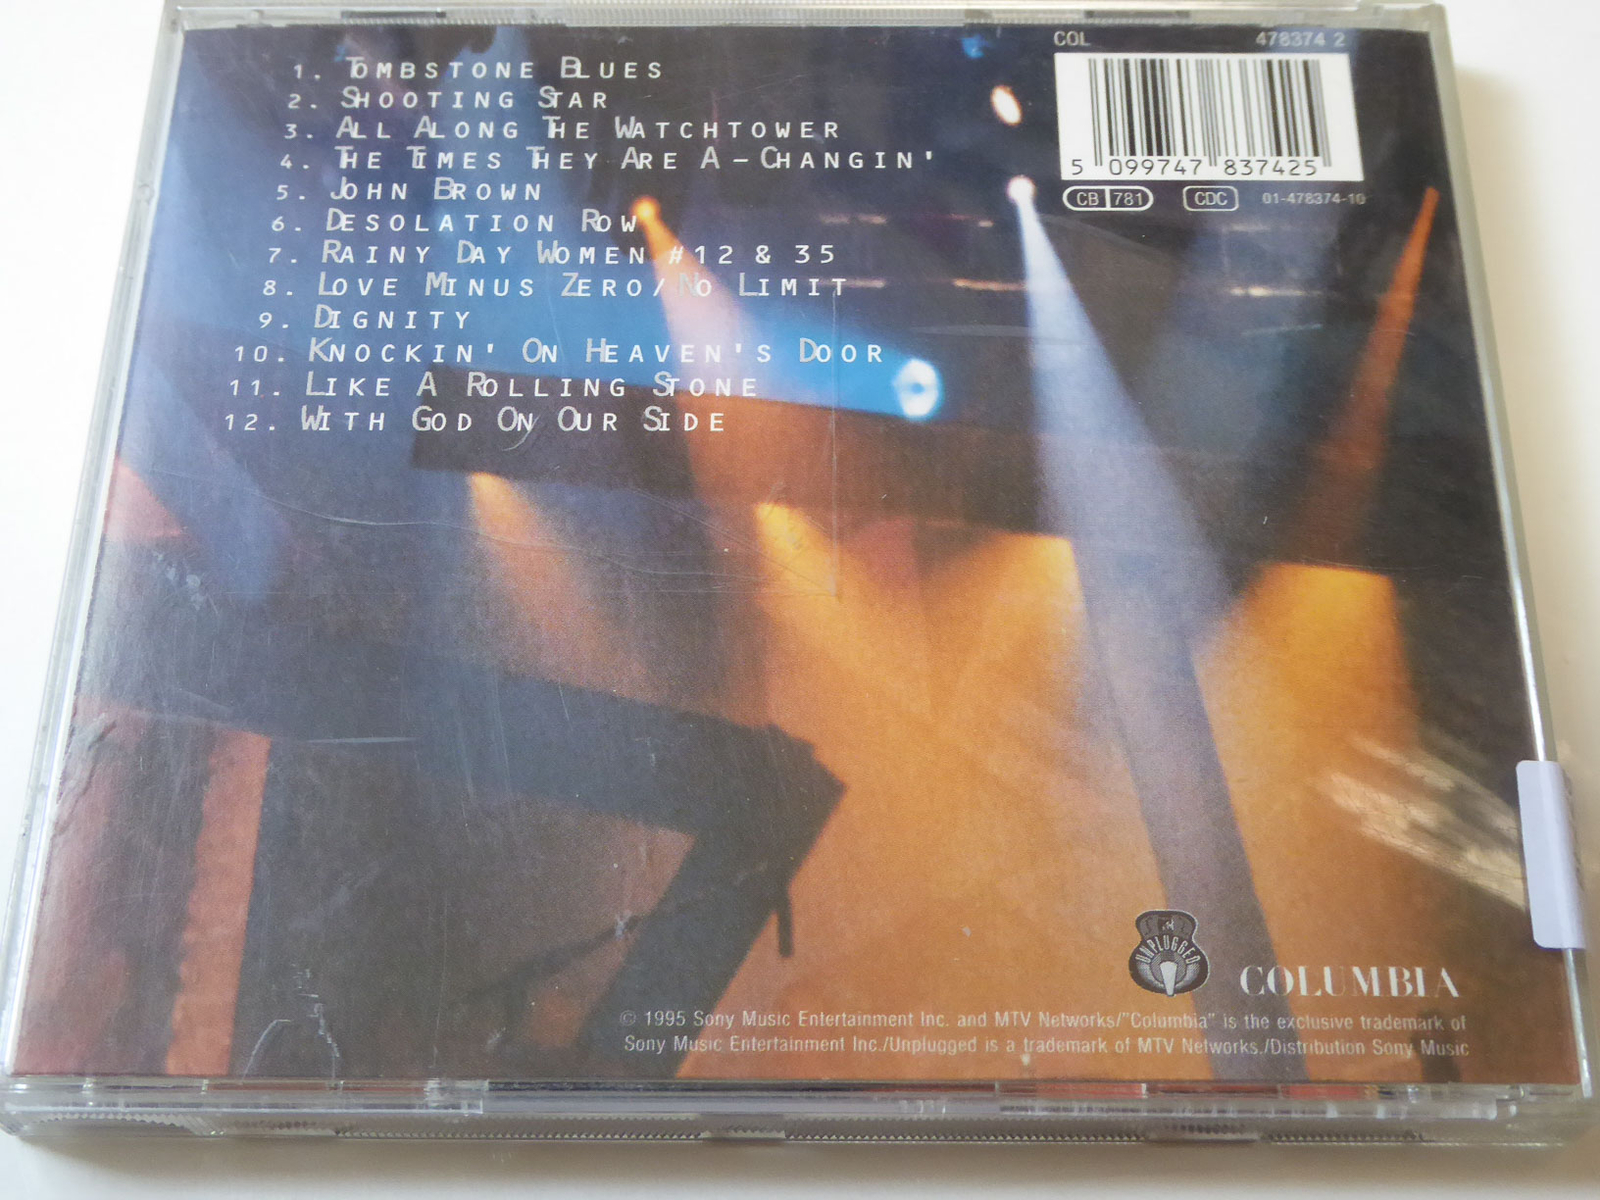 1. Tombstone Blues
2. Shooting Star
3. All Along The Watchtower
4. The Times They Are A-Changin'
5. John Brown
6. Desolation Row
7. Rainy Day Women #12 & 35
8. Love Minus Zero/No Limit
9. Dignity
10. Knockin' On Heaven's Door
11. Like A Rolling Stone
12. With God On Our Side
COL 478374 2
5 099747 837425
CB 781 CDC 01-478374-10
UNPLUGGED
COLUMBIA
© 1995 Sony Music Entertainment Inc. and MTV Networks/"Columbia" is the exclusive trademark of
Sony Music Entertainment Inc./Unplugged is a trademark of MTV Networks./Distribution Sony Music